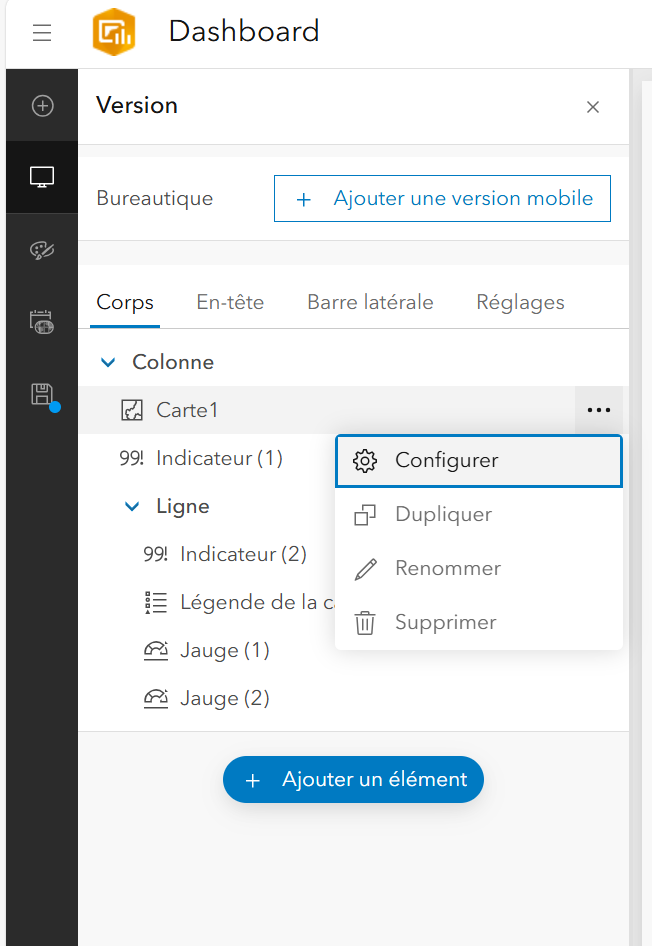 Dashboard
Version
Bureautique
+ Ajouter une version mobile
Corps En-tête Barre latérale Réglages
Colonne
Carte1
99! Indicateur (1)
Configurer
Ligne
Dupliquer
99! Indicateur (2)
Renommer
Légende de la
Supprimer
Jauge (1)
Jauge (2)
+ Ajouter un élément